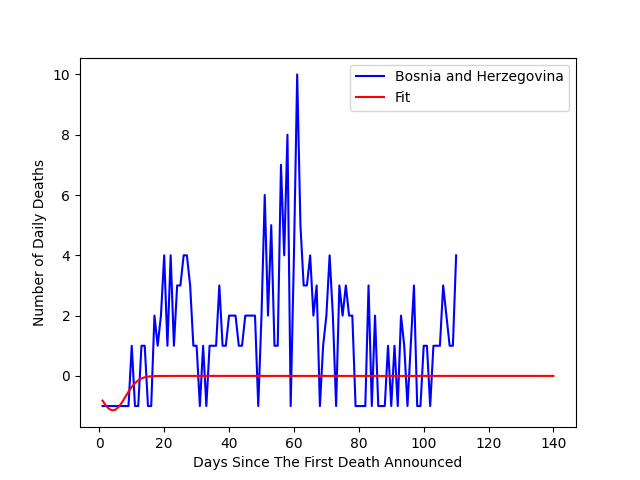 Bosnia and Herzegovina
Fit
10
8
6
4
2
0
Number of Daily Deaths
0 20 40 60 80 100 120 140
Days Since The First Death Announced